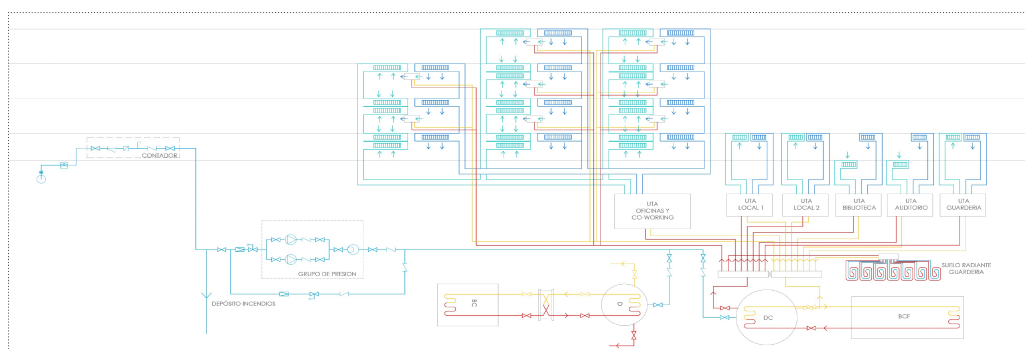 CONTADOR
UTA
OFICINAS Y
CO-WORKING
UTA
LOCAL 1
UTA
LOCAL 2
UTA
BIBLIOTECA
UTA
AUDITORIO
UTA
GUARDERIA
GRUPO DE PRESION
SUELO RADIANTE
GUARDERIA
DEPÓSITO INCENDIOS
BC
D
DC
BCF